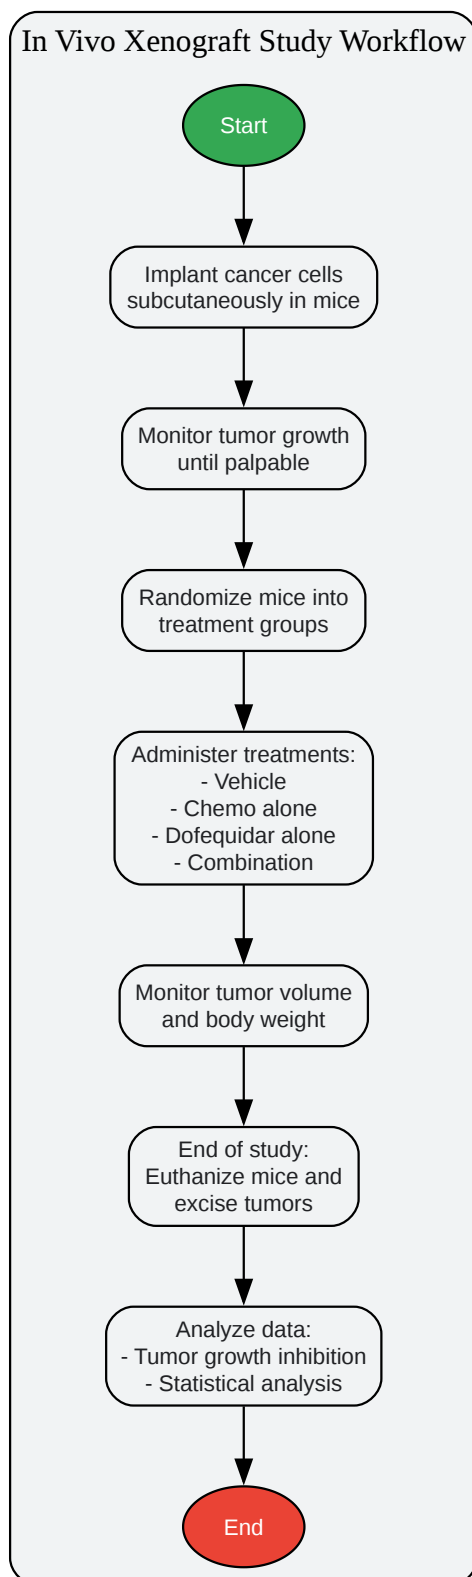 In Vivo Xenograft Study Workflow
Start
Implant cancer cells
subcutaneously in mice
Monitor tumor growth
until palpable
Randomize mice into
treatment groups
Administer treatments:
- Vehicle
- Chemo alone
- Dofequidar alone
- Combination
Monitor tumor volume
and body weight
End of study:
Euthanize mice and
excise tumors
Analyze data:
- Tumor growth inhibition
- Statistical analysis
End